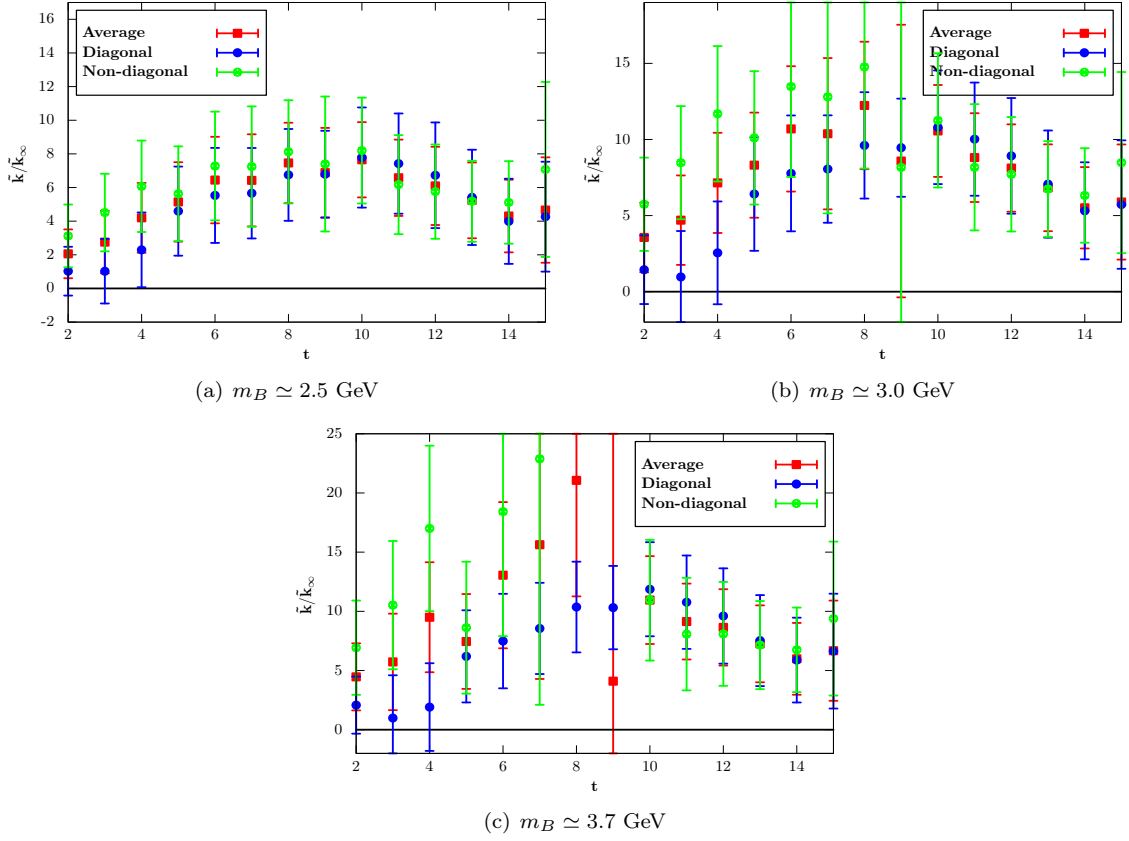 16
14
12
10
8
6
4
2
0
-2
k̃/k̃∞
Average
Diagonal
Non-diagonal
2 4 6 8 10 12 14
t
(a) m_B ≃ 2.5 GeV
15
10
5
0
k̃/k̃∞
Average
Diagonal
Non-diagonal
2 4 6 8 10 12 14
t
(b) m_B ≃ 3.0 GeV
25
20
15
10
5
0
k̃/k̃∞
Average
Diagonal
Non-diagonal
2 4 6 8 10 12 14
t
(c) m_B ≃ 3.7 GeV